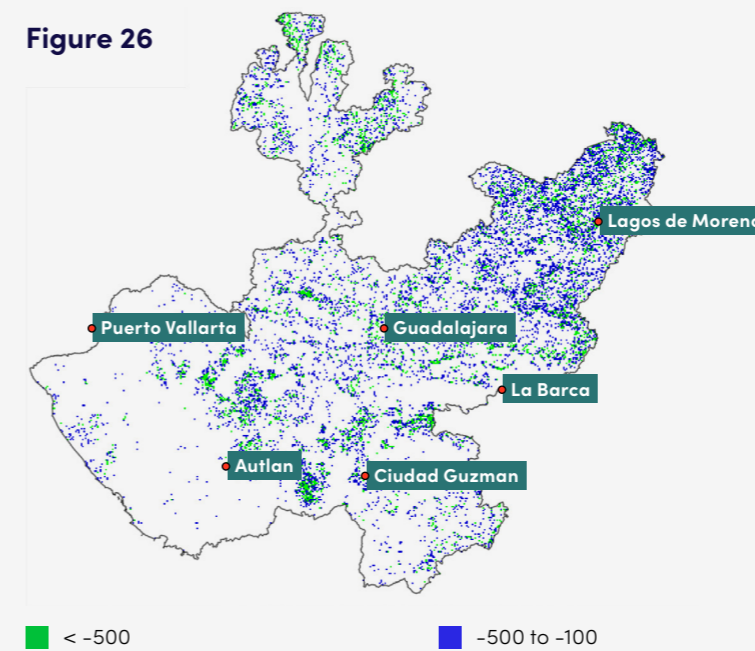 Figure 26
Lagos de Moreno
Puerto Vallarta
Guadalajara
La Barca
Autlan
Ciudad Guzman
< -500
-500 to -100